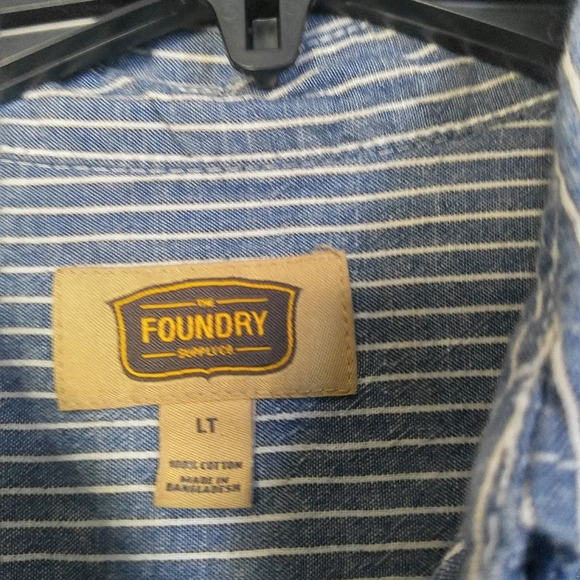 THE
FOUNDRY
SUPPLY CO
LT
100% COTTON
MADE IN
BANGLADESH